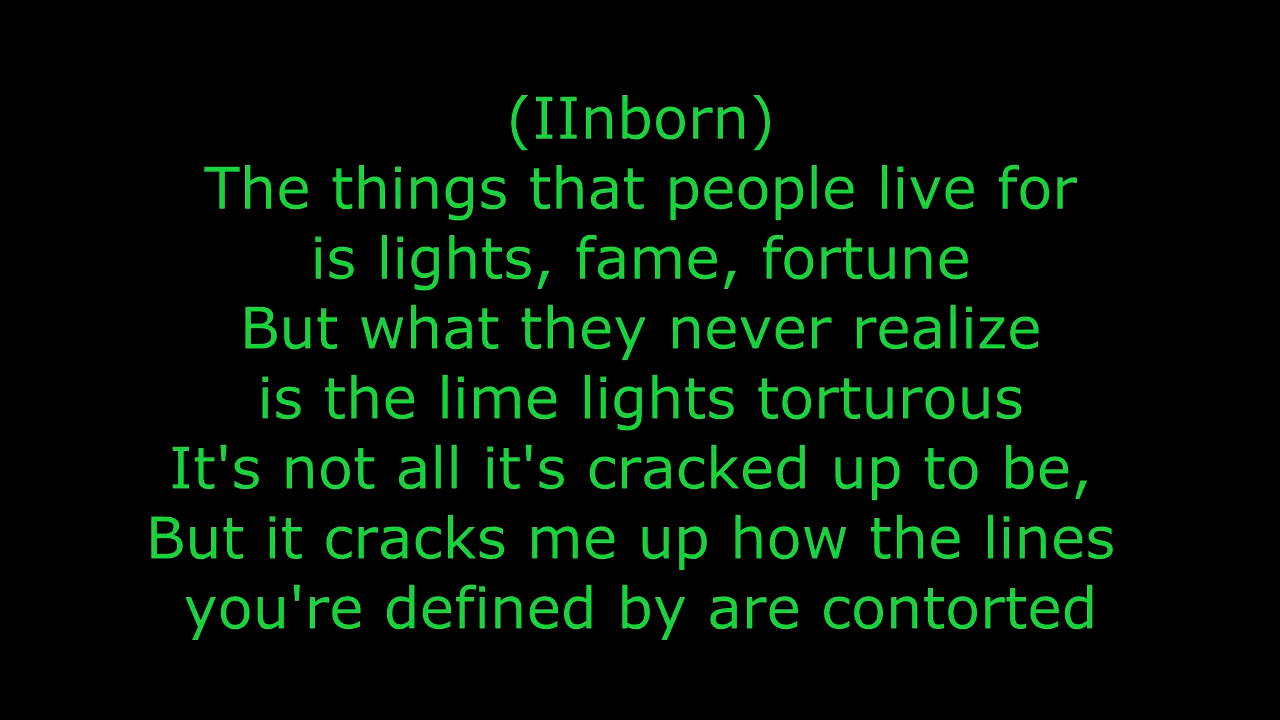 (IInborn)
The things that people live for
is lights, fame, fortune
But what they never realize
is the lime lights torturous
It's not all it's cracked up to be,
But it cracks me up how the lines
you're defined by are contorted